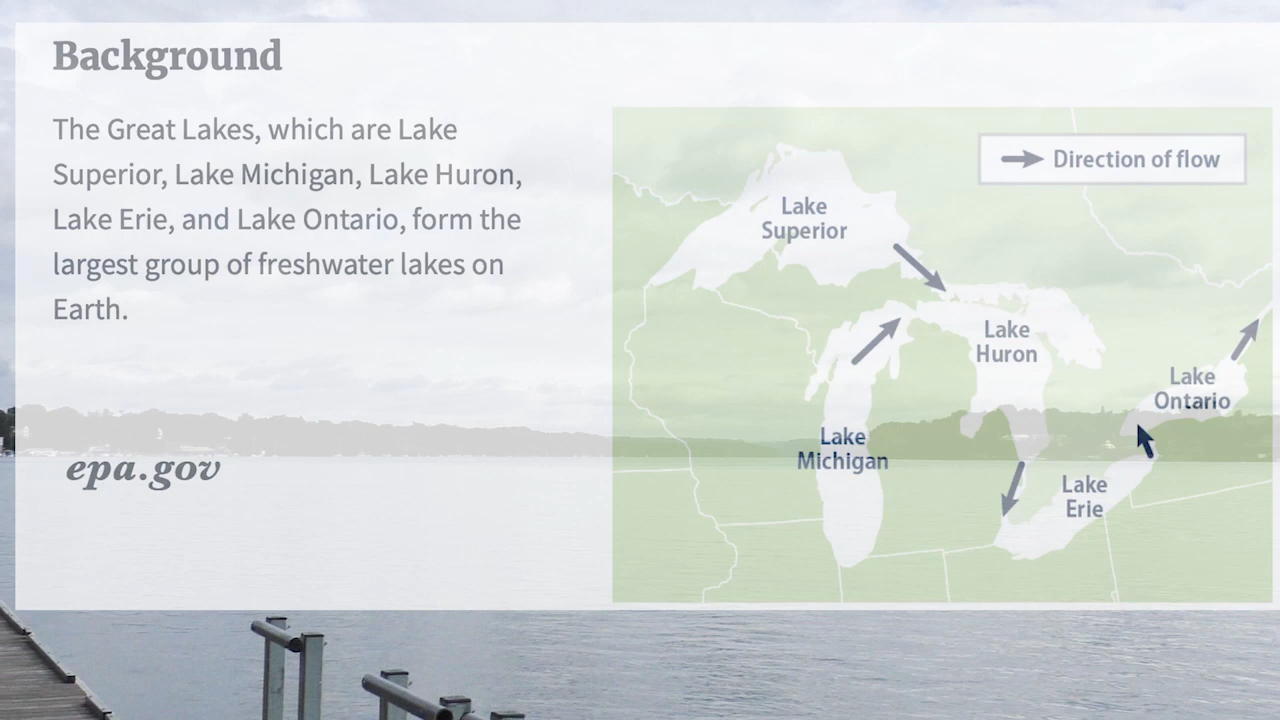 Background
The Great Lakes, which are Lake
Superior, Lake Michigan, Lake Huron,
Lake Erie, and Lake Ontario, form the
largest group of freshwater lakes on
Earth.
epa.gov
Direction of flow
Lake
Superior
Lake
Huron
Lake
Ontario
Lake
Michigan
Lake
Erie